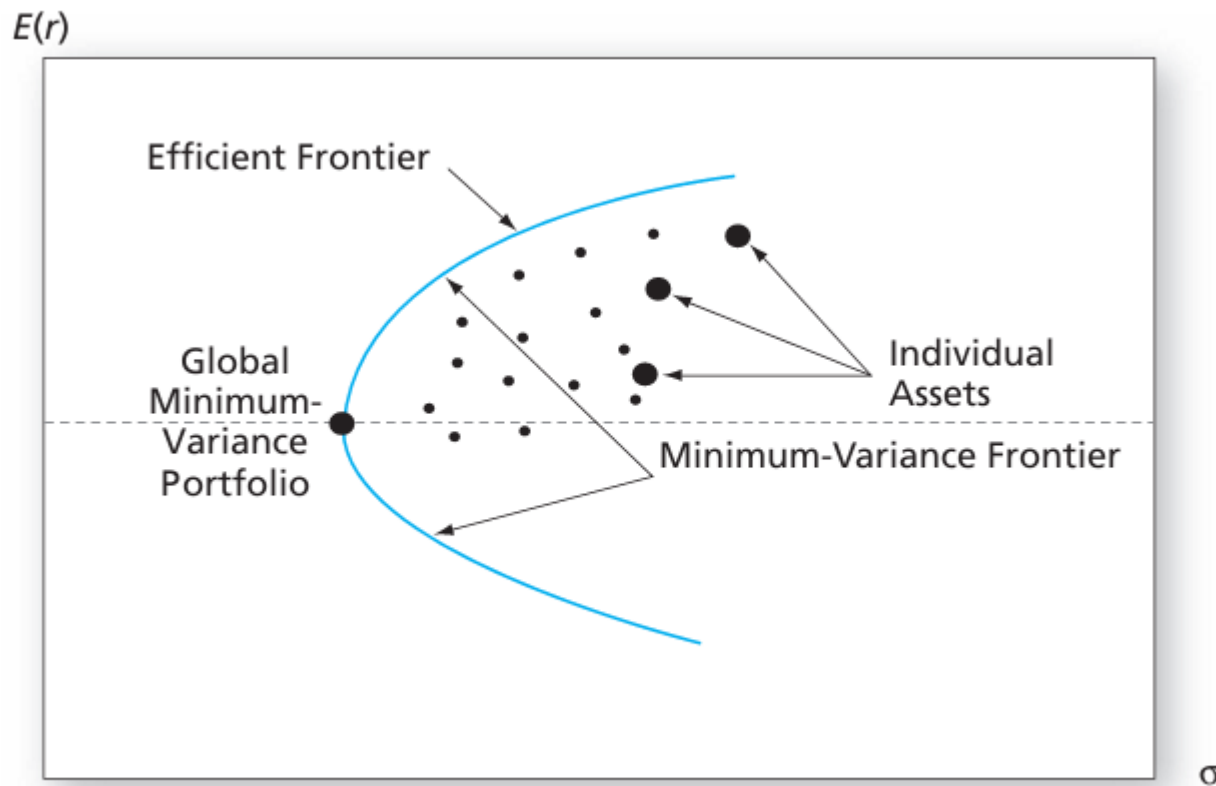 E(r)
Efficient Frontier
Global
Minimum-
Variance
Portfolio
Individual
Assets
Minimum-Variance Frontier
σ